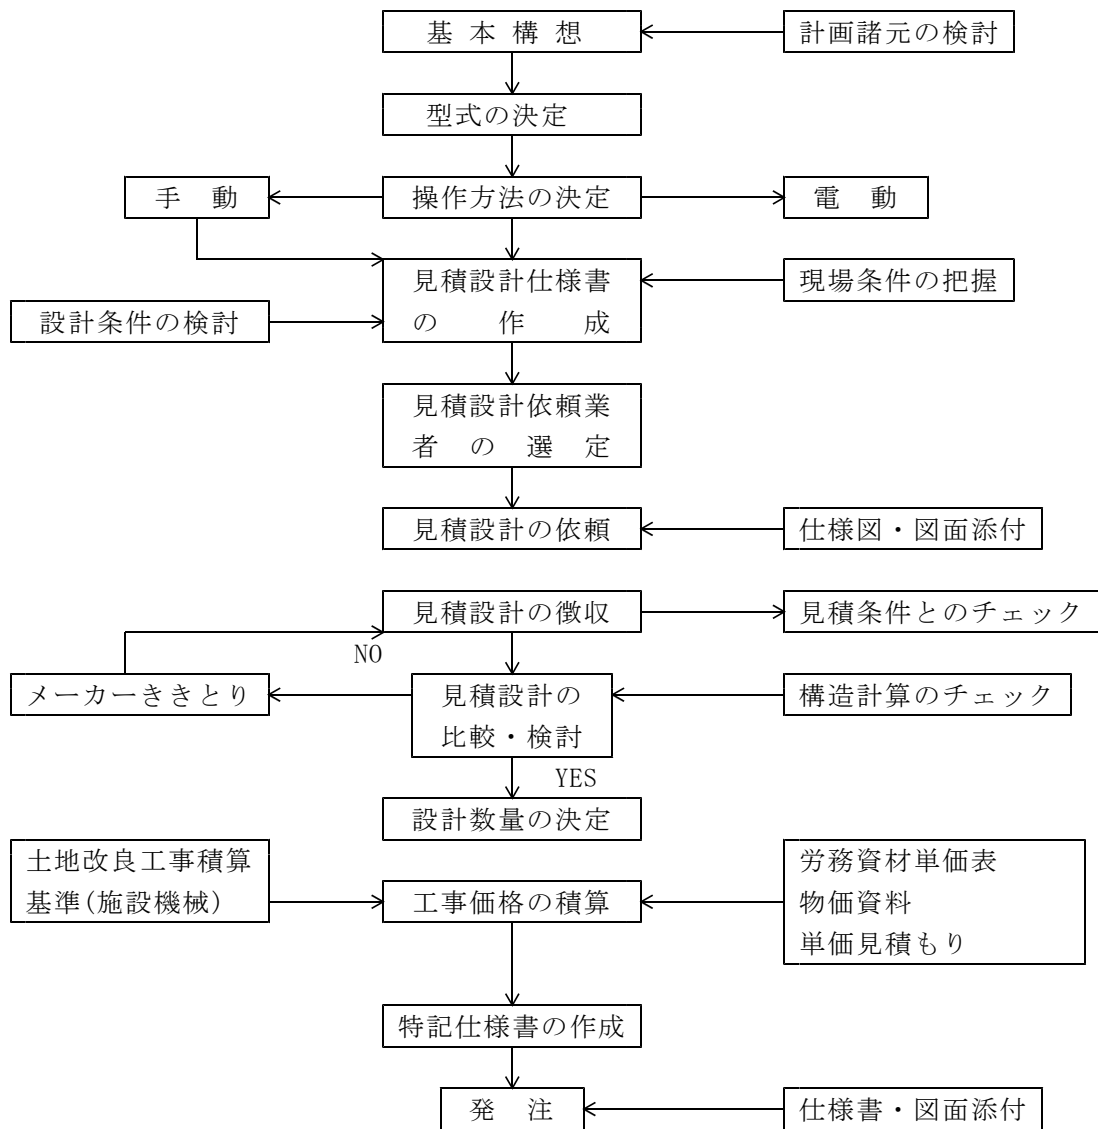 基 本 構 想
計画諸元の検討
型式の決定
手 動
操作方法の決定
電 動
見積設計仕様書
の 作 成
現場条件の把握
設計条件の検討
見積設計依頼業
者 の 選 定
見積設計の依頼
仕様図・図面添付
見積設計の徴収
見積条件とのチェック
NO
メーカーききとり
見積設計の
比較・検討
構造計算のチェック
YES
設計数量の決定
土地改良工事積算
基準(施設機械)
工事価格の積算
労務資材単価表
物価資料
単価見積もり
特記仕様書の作成
発 注
仕様書・図面添付